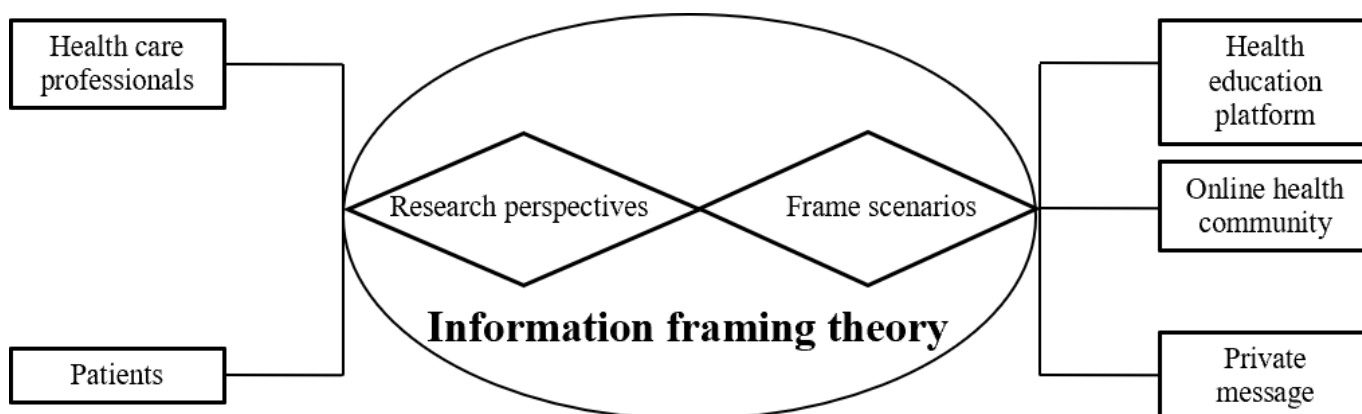 Health care
professionals
Patients
Research perspectives
Frame scenarios
Information framing theory
Health
education
platform
Online health
community
Private
message